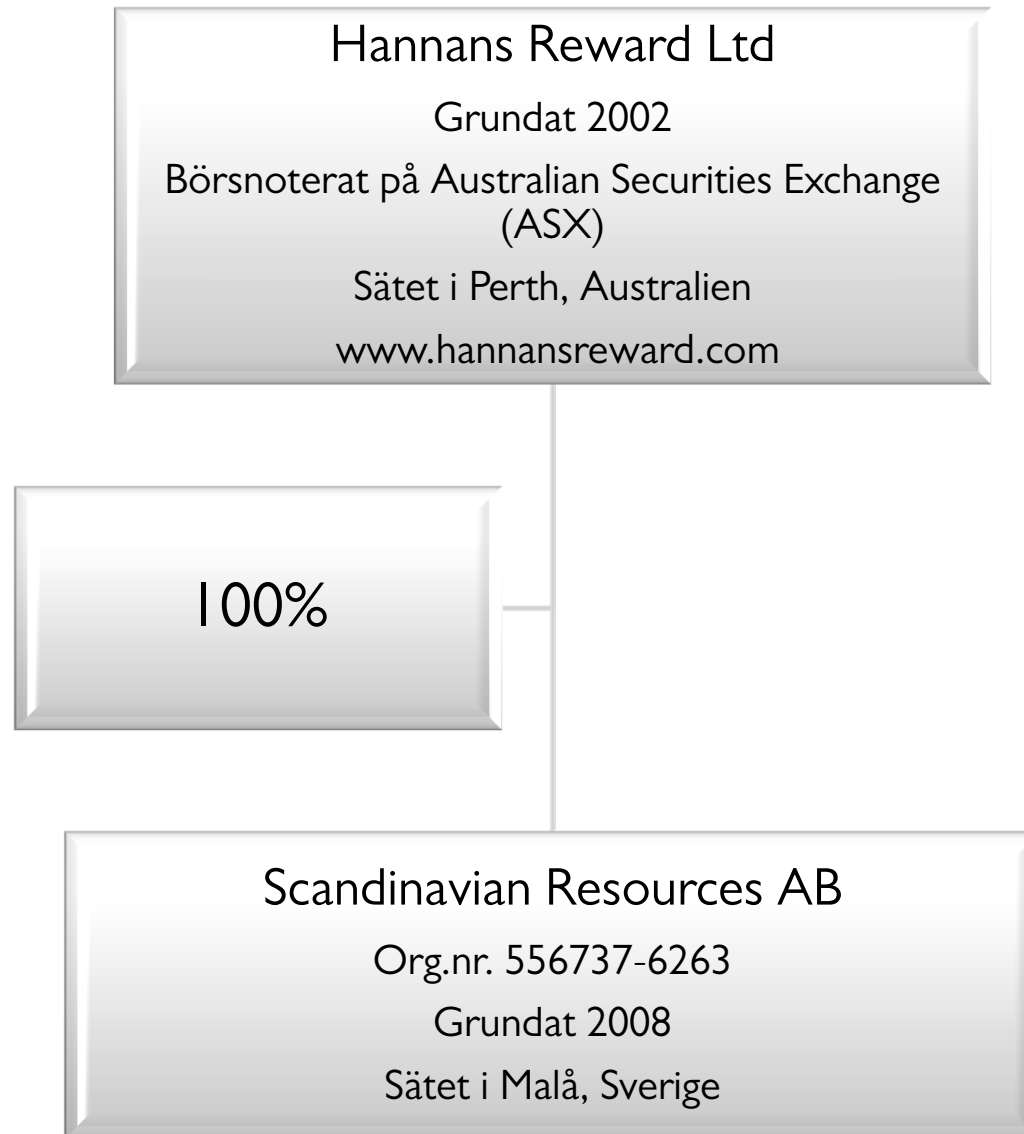 Hannans Reward Ltd
Grundat 2002
Börsnoterat på Australian Securities Exchange
(ASX)
Sätet i Perth, Australien
www.hannansreward.com
100%
Scandinavian Resources AB
Org.nr. 556737-6263
Grundat 2008
Sätet i Malå, Sverige